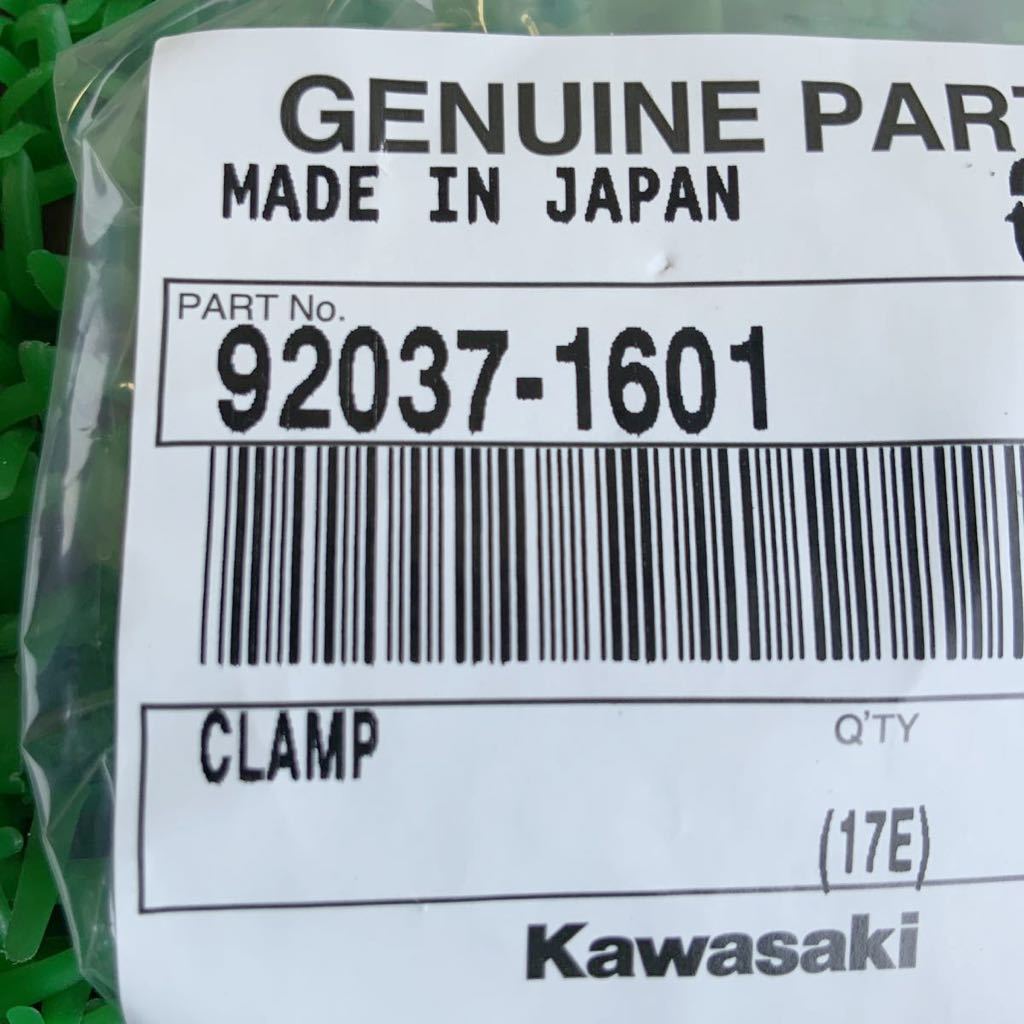 GENUINE PART
MADE IN JAPAN
PART No.
92037-1601
CLAMP
Q'TY
(17E)
Kawasaki